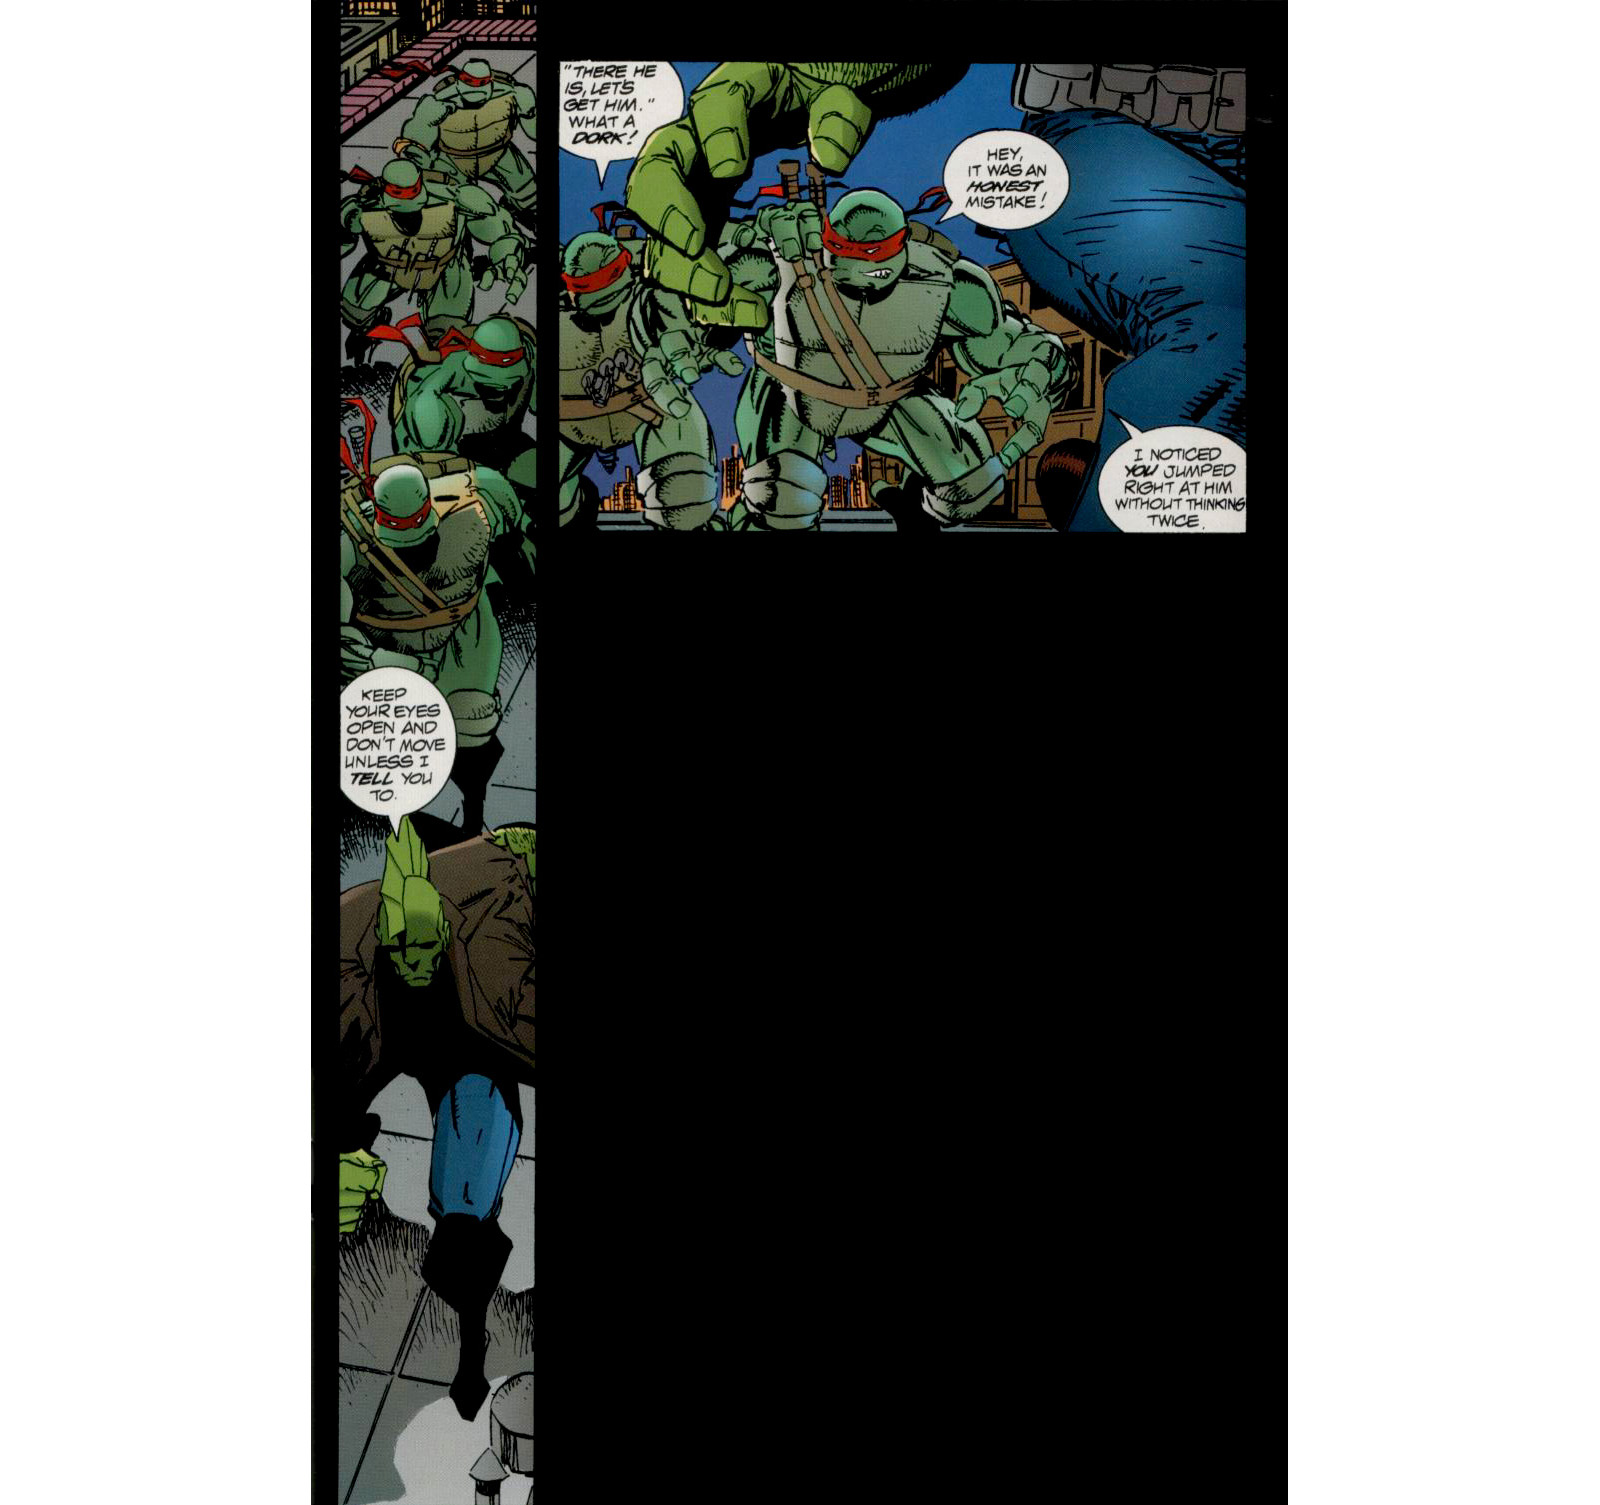 "THERE HE
IS, LET'S
GET HIM."
WHAT A
DORK!
HEY,
IT WAS AN
HONEST
MISTAKE!
I NOTICED
YOU JUMPED
RIGHT AT HIM
WITHOUT THINKING
TWICE.
KEEP
YOUR EYES
OPEN AND
DON'T MOVE
UNLESS I
TELL YOU
TO.